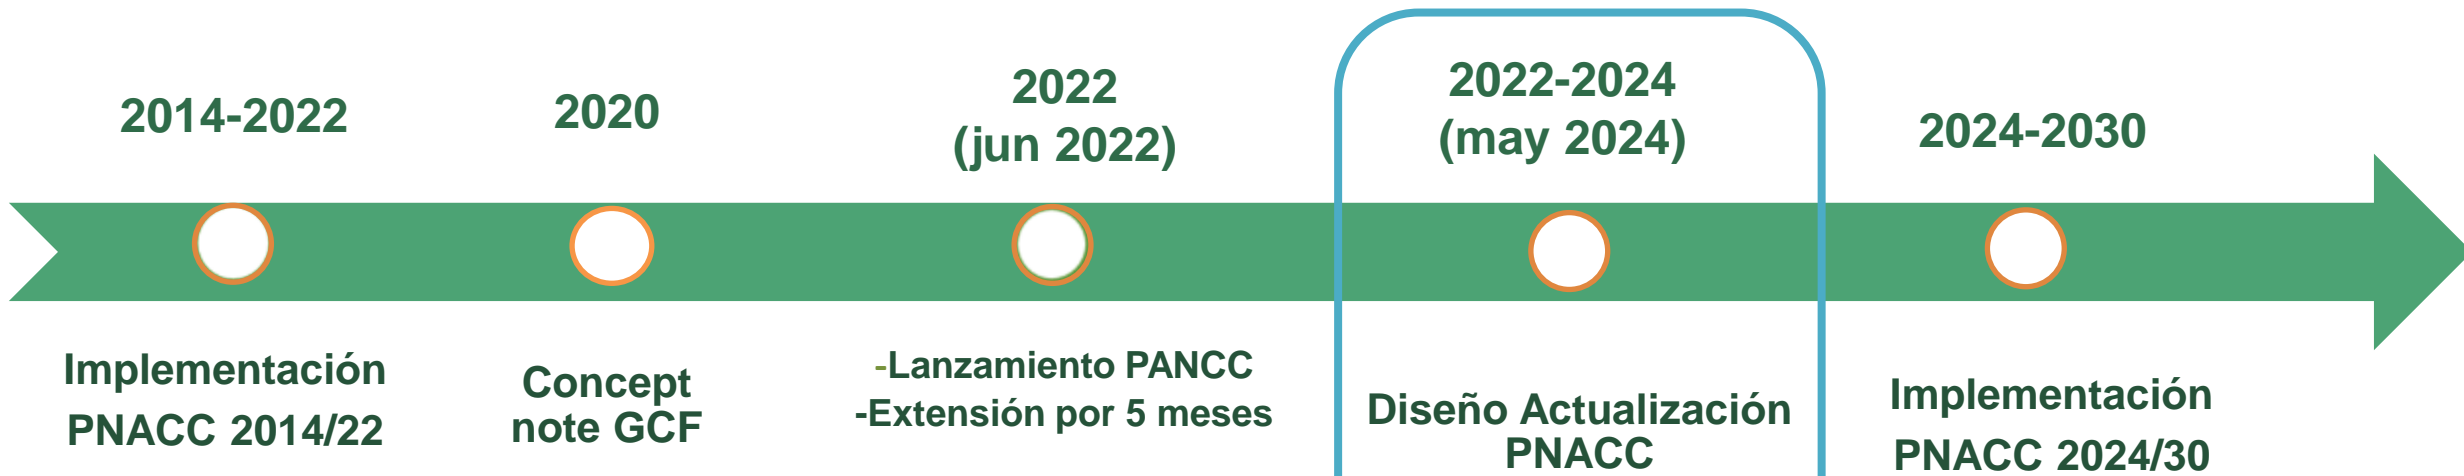 2014-2022
Implementación
PNACC 2014/22
2020
Concept
note GCF
2022
(jun 2022)
-Lanzamiento PANCC
-Extensión por 5 meses
2022-2024
(may 2024)
Diseño Actualización
PNACC
2024-2030
Implementación
PNACC 2024/30